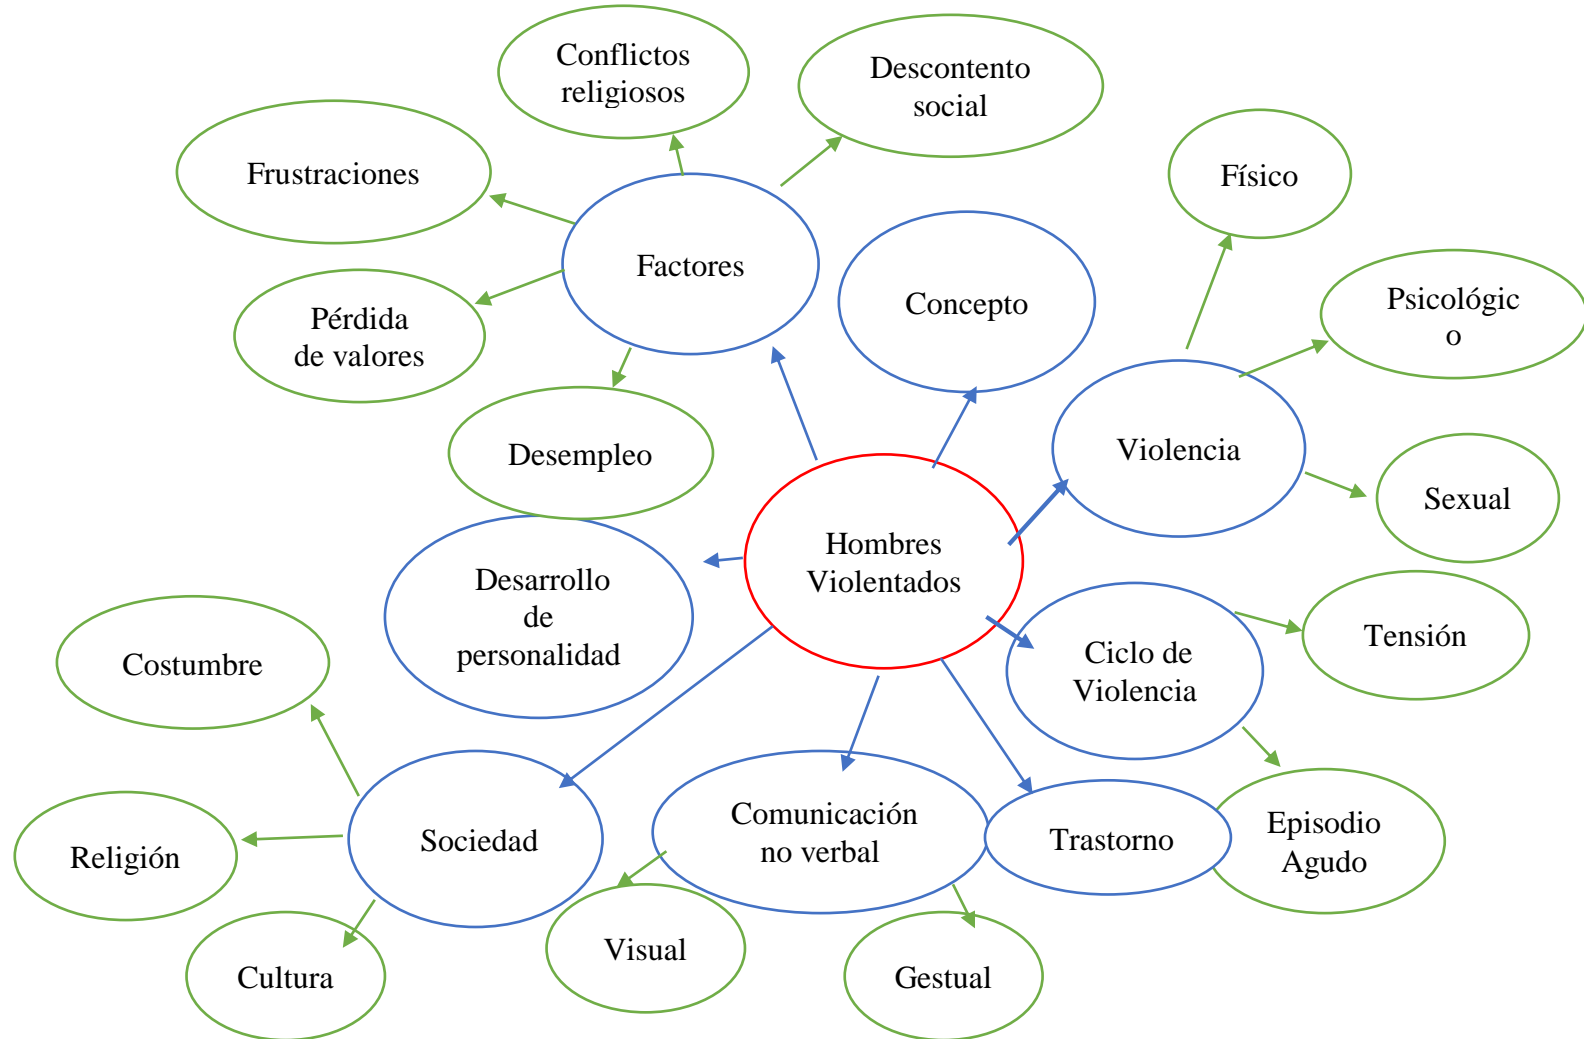 Conflictos
religiosos
Descontento
social
Frustraciones
Físico
Factores
Concepto
Pérdida
de valores
Psicológic
o
Desempleo
Violencia
Sexual
Hombres
Violentados
Desarrollo
de
personalidad
Tensión
Costumbre
Ciclo de
Violencia
Comunicación
no verbal
Sociedad
Trastorno
Episodio
Agudo
Religión
Visual
Cultura
Gestual